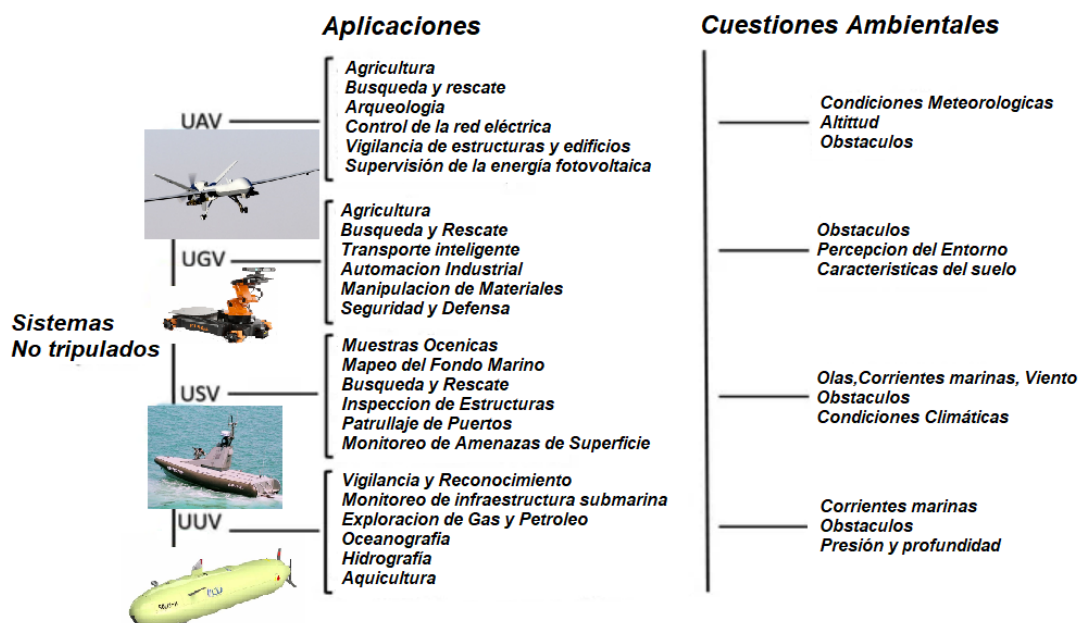 Aplicaciones
Cuestiones Ambientales
Sistemas
No tripulados
UAV
Agricultura
Busqueda y rescate
Arqueologia
Control de la red eléctrica
Vigilancia de estructuras y edificios
Supervisión de la energía fotovoltaica
Condiciones Meteorologicas
Altittud
Obstaculos
UGV
Agricultura
Busqueda y Rescate
Transporte inteligente
Automacion Industrial
Manipulacion de Materiales
Seguridad y Defensa
Obstaculos
Percepcion del Entorno
Caracteristicas del suelo
USV
Muestras Ocenicas
Mapeo del Fondo Marino
Busqueda y Rescate
Inspeccion de Estructuras
Patrullaje de Puertos
Monitoreo de Amenazas de Superficie
Olas,Corrientes marinas, Viento
Obstaculos
Condiciones Climáticas
UUV
Vigilancia y Reconocimiento
Monitoreo de infraestructura submarina
Exploracion de Gas y Petroleo
Oceanografia
Hidrografia
Aquicultura
Corrientes marinas
Obstaculos
Presión y profundidad